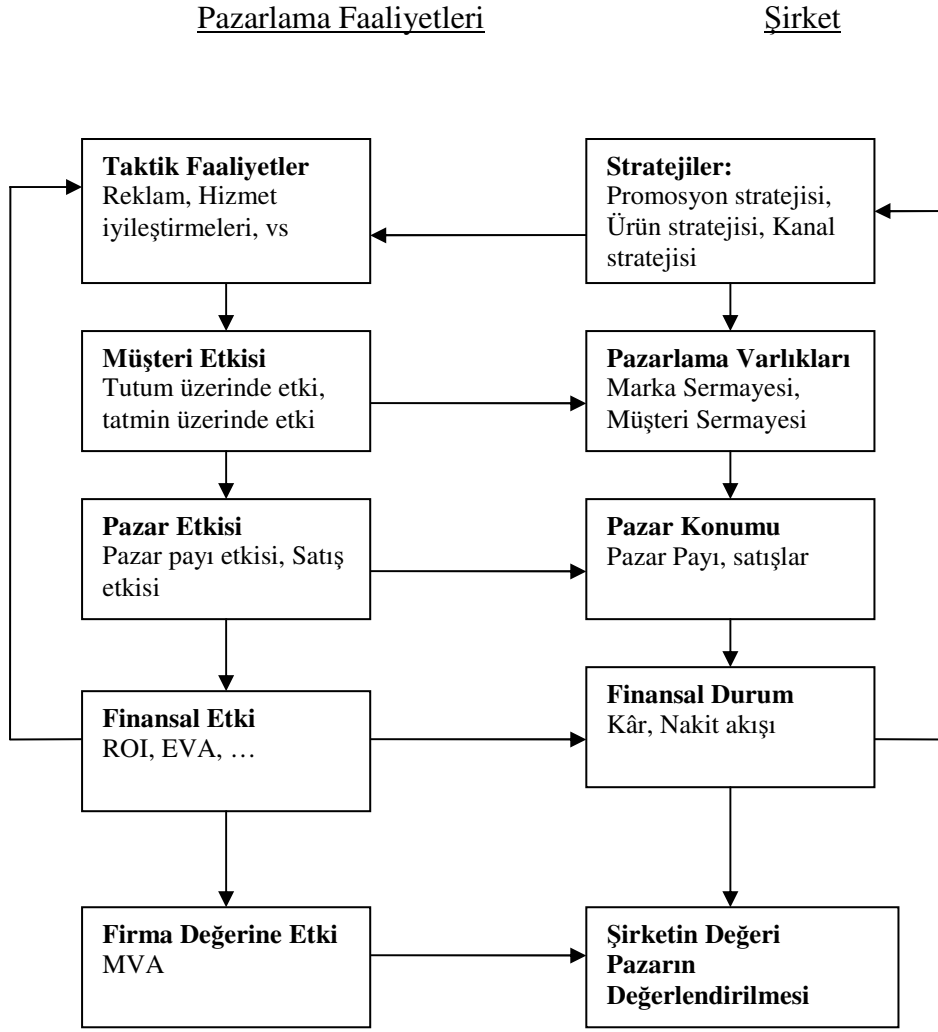 Pazarlama Faaliyetleri
Şirket
Taktik Faaliyetler
Reklam, Hizmet
iyileştirmeleri, vs
Stratejiler:
Promosyon stratejisi,
Ürün stratejisi, Kanal
stratejisi
Müşteri Etkisi
Tutum üzerinde etki,
tatmin üzerinde etki
Pazarlama Varlıkları
Marka Sermayesi,
Müşteri Sermayesi
Pazar Etkisi
Pazar payı etkisi, Satış
etkisi
Pazar Konumu
Pazar Payı, satışlar
Finansal Etki
ROI, EVA, …
Finansal Durum
Kâr, Nakit akışı
Firma Değerine Etki
MVA
Şirketin Değeri
Pazarın
Değerlendirilmesi